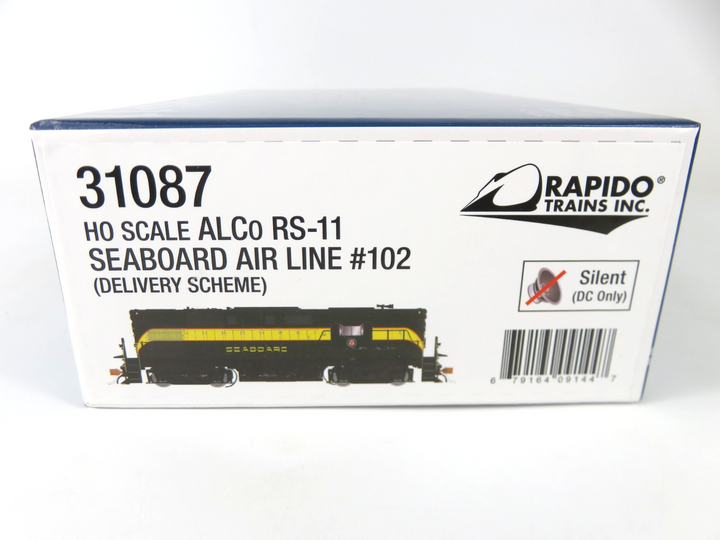 31087
HO SCALE ALCo RS-11
SEABOARD AIR LINE #102
(DELIVERY SCHEME)
RAPIDO®
TRAINS INC.
Silent
(DC Only)
SEABOARD
6 79164 09144 7